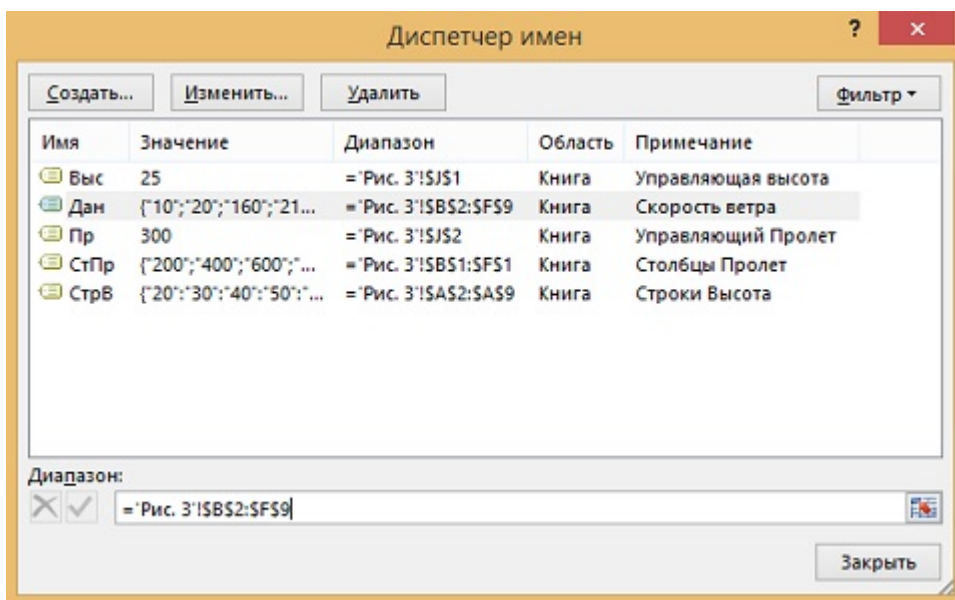 Диспетчер имен ? ×
Создать... Изменить... Удалить Фильтр
Имя Значение Диапазон Область Примечание
Выс 25 ='Рис. 3'!$J$1 Книга Управляющая высота
Дан {"10";"20";"160";"21... ='Рис. 3'!$B$2:$F$9 Книга Скорость ветра
Пр 300 ='Рис. 3'!$J$2 Книга Управляющий Пролет
СтПр {"200";"400";"600";"... ='Рис. 3'!$B$1:$F$1 Книга Столбцы Пролет
СтрВ {"20":"30":"40":"50":"... ='Рис. 3'!$A$2:$A$9 Книга Строки Высота
Диапазон:
='Рис. 3'!$B$2:$F$9
Закрыть